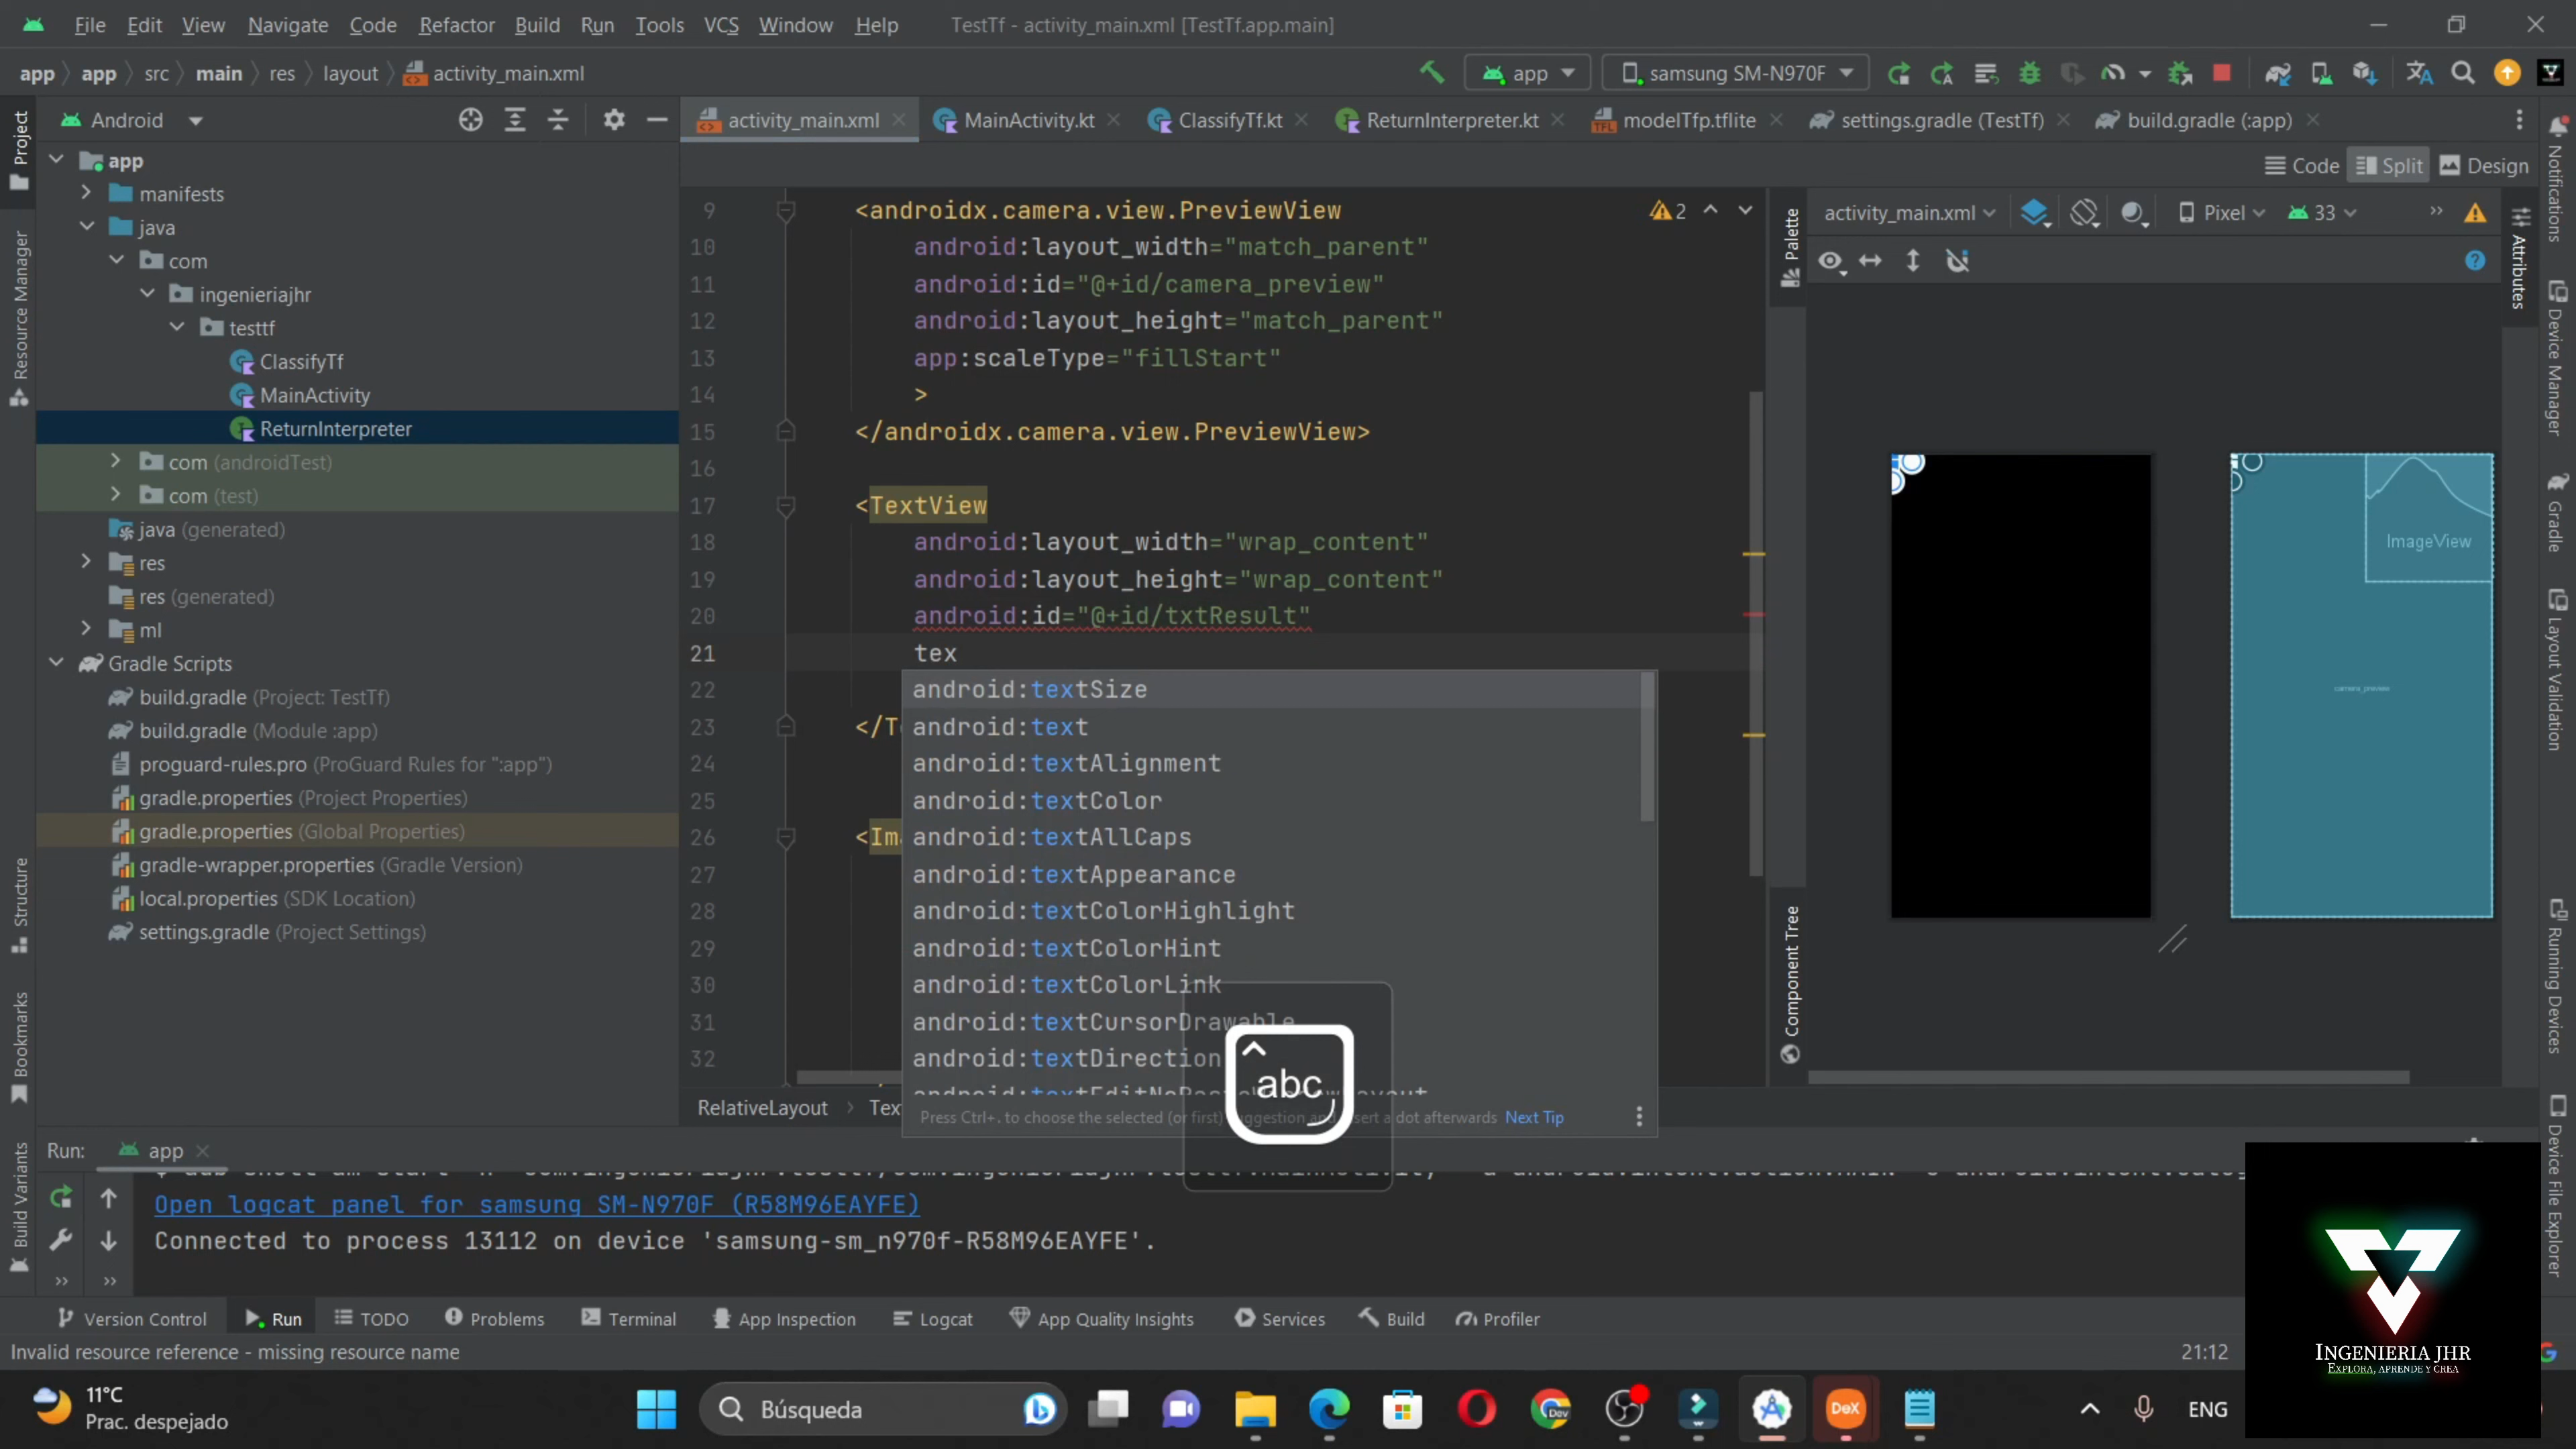 File Edit View Navigate Code Refactor Build Run Tools VCS Window Help TestTf - activity_main.xml [TestTf.app.main]
app app src main res layout activity_main.xml
app samsung SM-N970F
Android
activity_main.xml MainActivity.kt ClassifyTf.kt ReturnInterpreter.kt modelTfp.tflite settings.gradle (TestTf) build.gradle (:app)
Code Split Design
Project
Resource Manager
Structure
Bookmarks
Build Variants
app
manifests
java
com
ingenieriajhr
testtf
ClassifyTf
MainActivity
ReturnInterpreter
com (androidTest)
com (test)
java (generated)
res
res (generated)
ml
Gradle Scripts
build.gradle (Project: TestTf)
build.gradle (Module :app)
proguard-rules.pro (ProGuard Rules for ":app")
gradle.properties (Project Properties)
gradle.properties (Global Properties)
gradle-wrapper.properties (Gradle Version)
local.properties (SDK Location)
settings.gradle (Project Settings)
9 <androidx.camera.view.PreviewView
10 android:layout_width="match_parent"
11 android:id="@+id/camera_preview"
12 android:layout_height="match_parent"
13 app:scaleType="fillStart"
14 >
15 </androidx.camera.view.PreviewView>
16
17 <TextView
18 android:layout_width="wrap_content"
19 android:layout_height="wrap_content"
20 android:id="@+id/txtResult"
21 tex
22 android:textSize
23 </T android:text
24 android:textAlignment
25 android:textColor
26 <Im android:textAllCaps
27 android:textAppearance
28 android:textColorHighlight
29 android:textColorHint
30 android:textColorLink
31 android:textCursorDrawable
32 android:textDirection
Press Ctrl+. to choose the selected (or first) suggestion and insert a dot afterwards Next Tip
abc
2
RelativeLayout Tex
Palette
Component Tree
activity_main.xml Pixel 33
ImageView
camera_preview
Notifications
Attributes
Device Manager
Gradle
Layout Validation
Running Devices
Device File Explorer
Run: app
Open logcat panel for samsung SM-N970F (R58M96EAYFE)
Connected to process 13112 on device 'samsung-sm_n970f-R58M96EAYFE'.
Version Control Run TODO Problems Terminal App Inspection Logcat App Quality Insights Services Build Profiler
Invalid resource reference - missing resource name
21:12
INGENIERIA JHR
EXPLORA, APRENDE Y CREA
11°C
Prac. despejado
Búsqueda
Dev
DeX
ENG